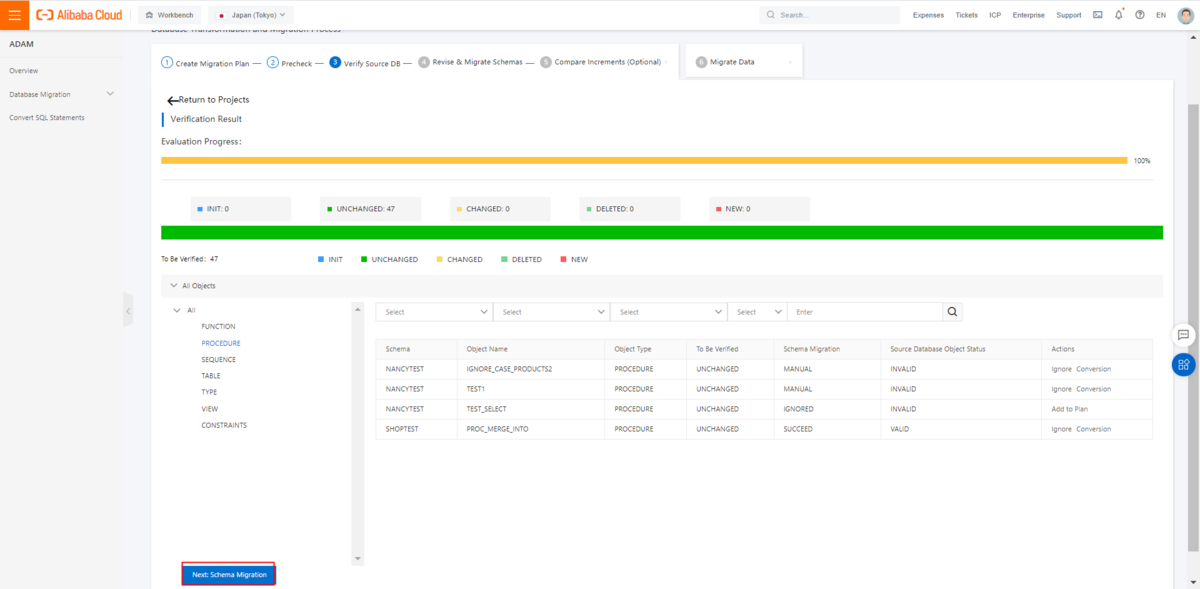 Alibaba Cloud
Workbench
Japan (Tokyo)
Search...
Expenses Tickets ICP Enterprise Support EN
ADAM
Overview
Database Migration
Convert SQL Statements
Database Transformation and Migration Process
1 Create Migration Plan
2 Precheck
3 Verify Source DB
4 Revise & Migrate Schemas
5 Compare Increments (Optional)
6 Migrate Data
Return to Projects
Verification Result
Evaluation Progress:
100%
INIT: 0
UNCHANGED: 47
CHANGED: 0
DELETED: 0
NEW: 0
To Be Verified: 47
INIT UNCHANGED CHANGED DELETED NEW
All Objects
All
FUNCTION
PROCEDURE
SEQUENCE
TABLE
TYPE
VIEW
CONSTRAINTS
Select Select Select Select Enter
Schema Object Name Object Type To Be Verified Schema Migration Source Database Object Status Actions
NANCYTEST IGNORE_CASE_PRODUCTS2 PROCEDURE UNCHANGED MANUAL INVALID Ignore Conversion
NANCYTEST TEST1 PROCEDURE UNCHANGED MANUAL INVALID Ignore Conversion
NANCYTEST TEST_SELECT PROCEDURE UNCHANGED IGNORED INVALID Add to Plan
SHOPTEST PROC_MERGE_INTO PROCEDURE UNCHANGED SUCCEED VALID Ignore Conversion
Next: Schema Migration